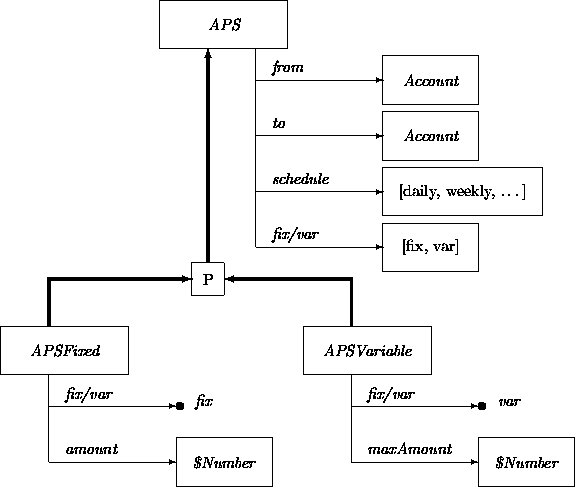 APS
from
Account
to
Account
schedule
[daily, weekly, ...]
fix/var
[fix, var]
P
APSFixed
APSVariable
fix/var
fix
fix/var
var
amount
$Number
maxAmount
$Number